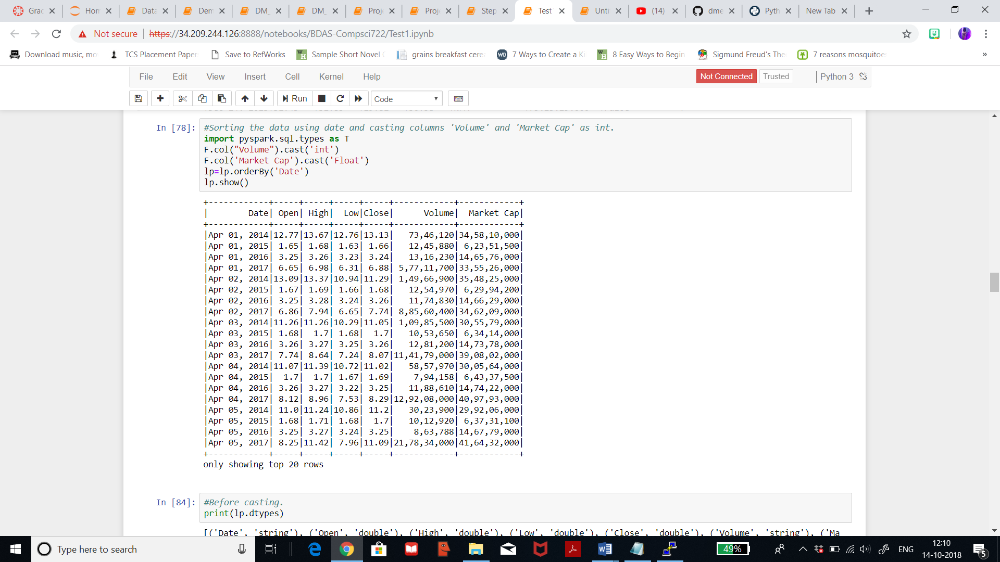 Grac Hom Data Dem DM_ DM_ Proje Proje Step Test Unti (14) dme Pyth New Tab
Not secure https://34.209.244.126:8888/notebooks/BDAS-Compsci722/Test1.ipynb
Download music, mo TCS Placement Paper Save to RefWorks Sample Short Novel grains breakfast cere 7 Ways to Create a Ki 8 Easy Ways to Begin Sigmund Freud's The 7 reasons mosquitoe »
File Edit View Insert Cell Kernel Help Not Connected Trusted Python 3
Run Code
In [78]: #Sorting the data using date and casting columns 'Volume' and 'Market Cap' as int.
import pyspark.sql.types as T
F.col("Volume").cast('int')
F.col('Market Cap').cast('Float')
lp=lp.orderBy('Date')
lp.show()
+------------+-----+-----+-----+-----+------------+------------+
|        Date| Open| High|  Low|Close|      Volume|  Market Cap|
+------------+-----+-----+-----+-----+------------+------------+
|Apr 01, 2014|12.77|13.67|12.76|13.13|   73,46,120|34,58,10,000|
|Apr 01, 2015| 1.65| 1.68| 1.63| 1.66|   12,45,880| 6,23,51,500|
|Apr 01, 2016| 3.25| 3.26| 3.23| 3.24|   13,16,230|14,65,76,000|
|Apr 01, 2017| 6.65| 6.98| 6.31| 6.88| 5,77,11,700|33,55,26,000|
|Apr 02, 2014|13.09|13.37|10.94|11.29| 1,49,66,900|35,48,25,000|
|Apr 02, 2015| 1.67| 1.69| 1.66| 1.68|   12,54,970| 6,29,94,200|
|Apr 02, 2016| 3.25| 3.28| 3.24| 3.26|   11,74,830|14,66,29,000|
|Apr 02, 2017| 6.86| 7.94| 6.65| 7.74| 8,85,60,400|34,62,09,000|
|Apr 03, 2014|11.26|11.26|10.29|11.05| 1,09,85,500|30,55,79,000|
|Apr 03, 2015| 1.68|  1.7| 1.68|  1.7|   10,53,650| 6,34,14,000|
|Apr 03, 2016| 3.26| 3.27| 3.25| 3.26|   12,81,200|14,73,78,000|
|Apr 03, 2017| 7.74| 8.64| 7.24| 8.07|11,41,79,000|39,08,02,000|
|Apr 04, 2014|11.07|11.39|10.72|11.02|   58,57,970|30,05,64,000|
|Apr 04, 2015|  1.7|  1.7| 1.67| 1.69|    7,94,158| 6,43,37,500|
|Apr 04, 2016| 3.26| 3.27| 3.22| 3.25|   11,88,610|14,74,22,000|
|Apr 04, 2017| 8.12| 8.96| 7.53| 8.29|12,92,08,000|40,97,93,000|
|Apr 05, 2014| 11.0|11.24|10.86| 11.2|   30,23,900|29,92,06,000|
|Apr 05, 2015| 1.68| 1.71| 1.68|  1.7|   10,12,920| 6,37,31,100|
|Apr 05, 2016| 3.25| 3.27| 3.24| 3.25|    8,63,788|14,67,79,000|
|Apr 05, 2017| 8.25|11.42| 7.96|11.09|21,78,34,000|41,64,32,000|
+------------+-----+-----+-----+-----+------------+------------+
only showing top 20 rows
In [84]: #Before casting.
print(lp.dtypes)
[('Date', 'string'), ('Open', 'double'), ('High', 'double'), ('Low', 'double'), ('Close', 'double'), ('Volume', 'string'), ('Ma
Type here to search 49% ENG 12:10
14-10-2018 5